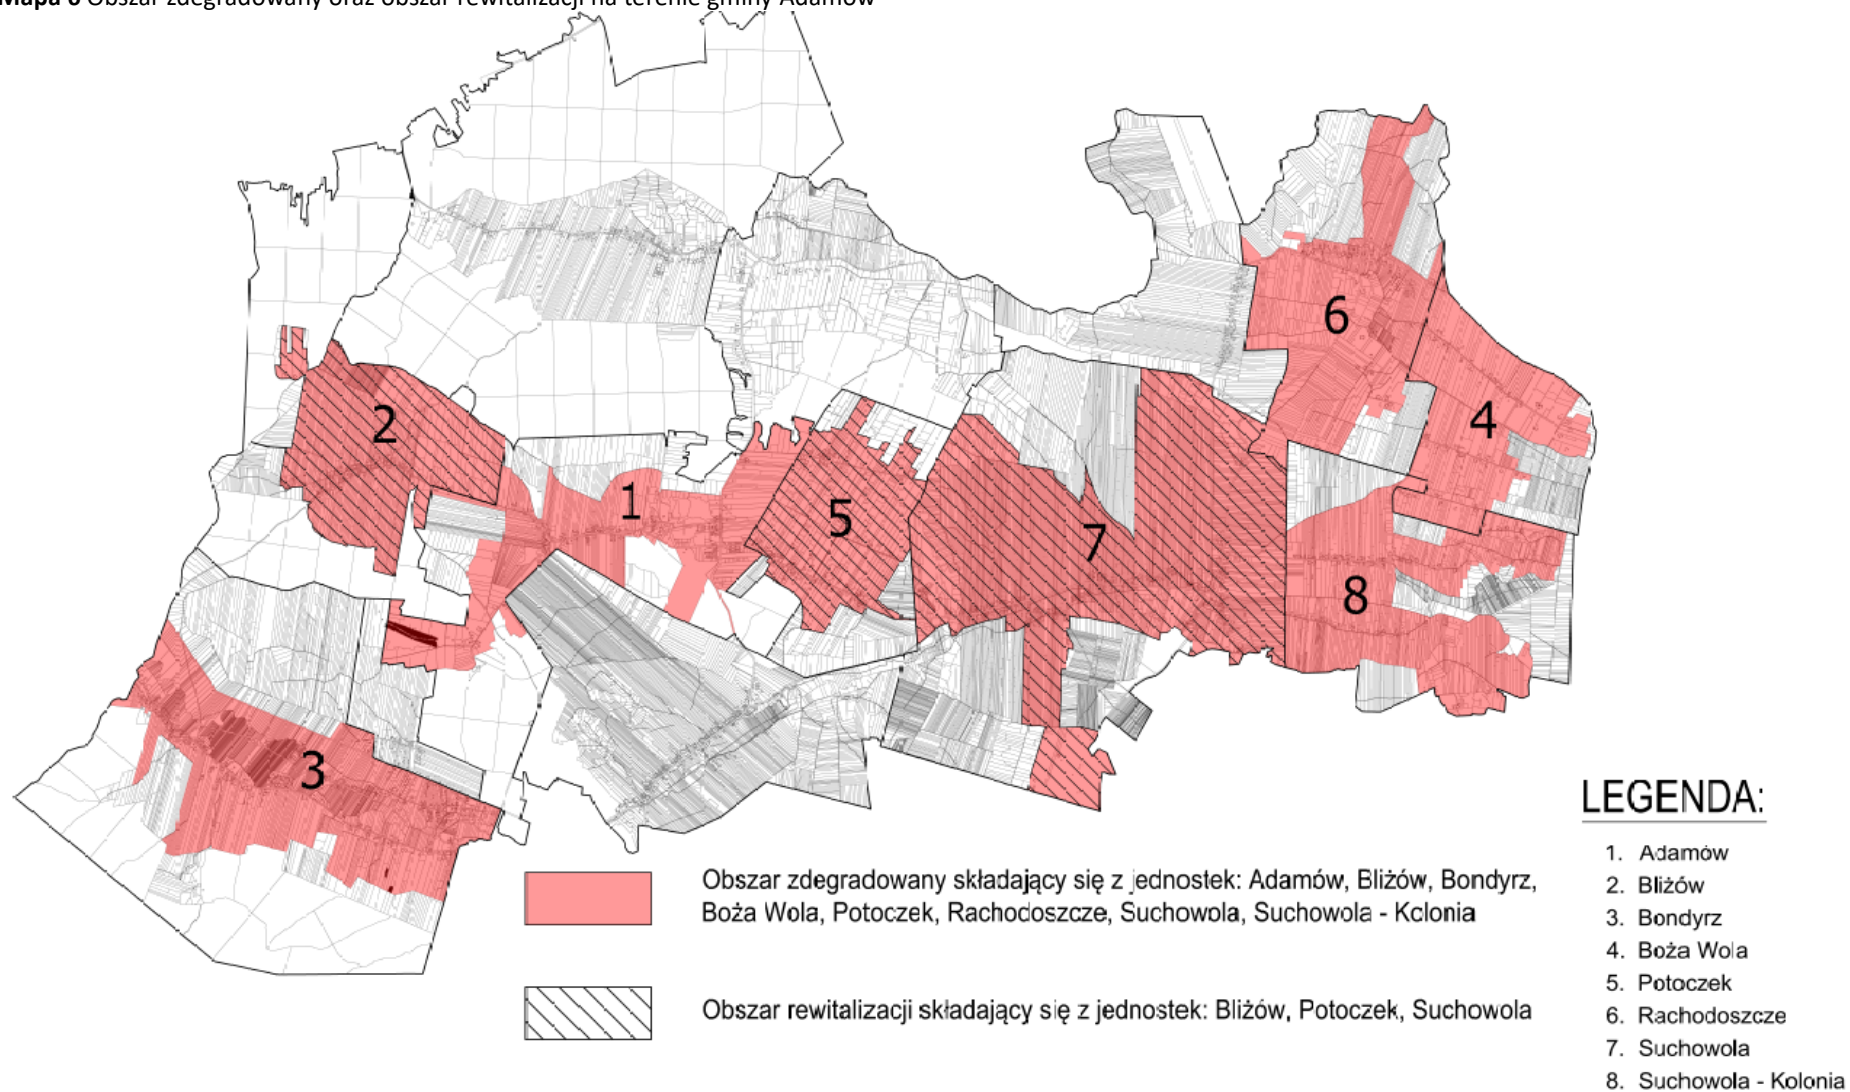 Mapa 6 Obszar zdegradowany oraz obszar rewitalizacji na terenie gminy Adamów
6
2
4
1
5
7
8
3
LEGENDA:
1. Adamów
2. Bliżów
3. Bondyrz
4. Boża Wola
5. Potoczek
6. Rachodoszcze
7. Suchowola
8. Suchowola - Kolonia
Obszar zdegradowany składający się z jednostek: Adamów, Bliżów, Bondyrz,
Boża Wola, Potoczek, Rachodoszcze, Suchowola, Suchowola - Kolonia
Obszar rewitalizacji składający się z jednostek: Bliżów, Potoczek, Suchowola